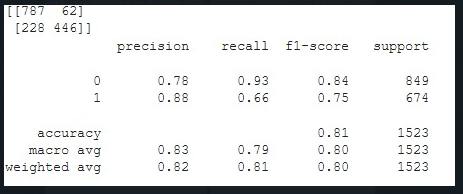 [[787 62]
[228 446]]
precision recall f1-score support
0 0.78 0.93 0.84 849
1 0.88 0.66 0.75 674
accuracy 0.81 1523
macro avg 0.83 0.79 0.80 1523
weighted avg 0.82 0.81 0.80 1523